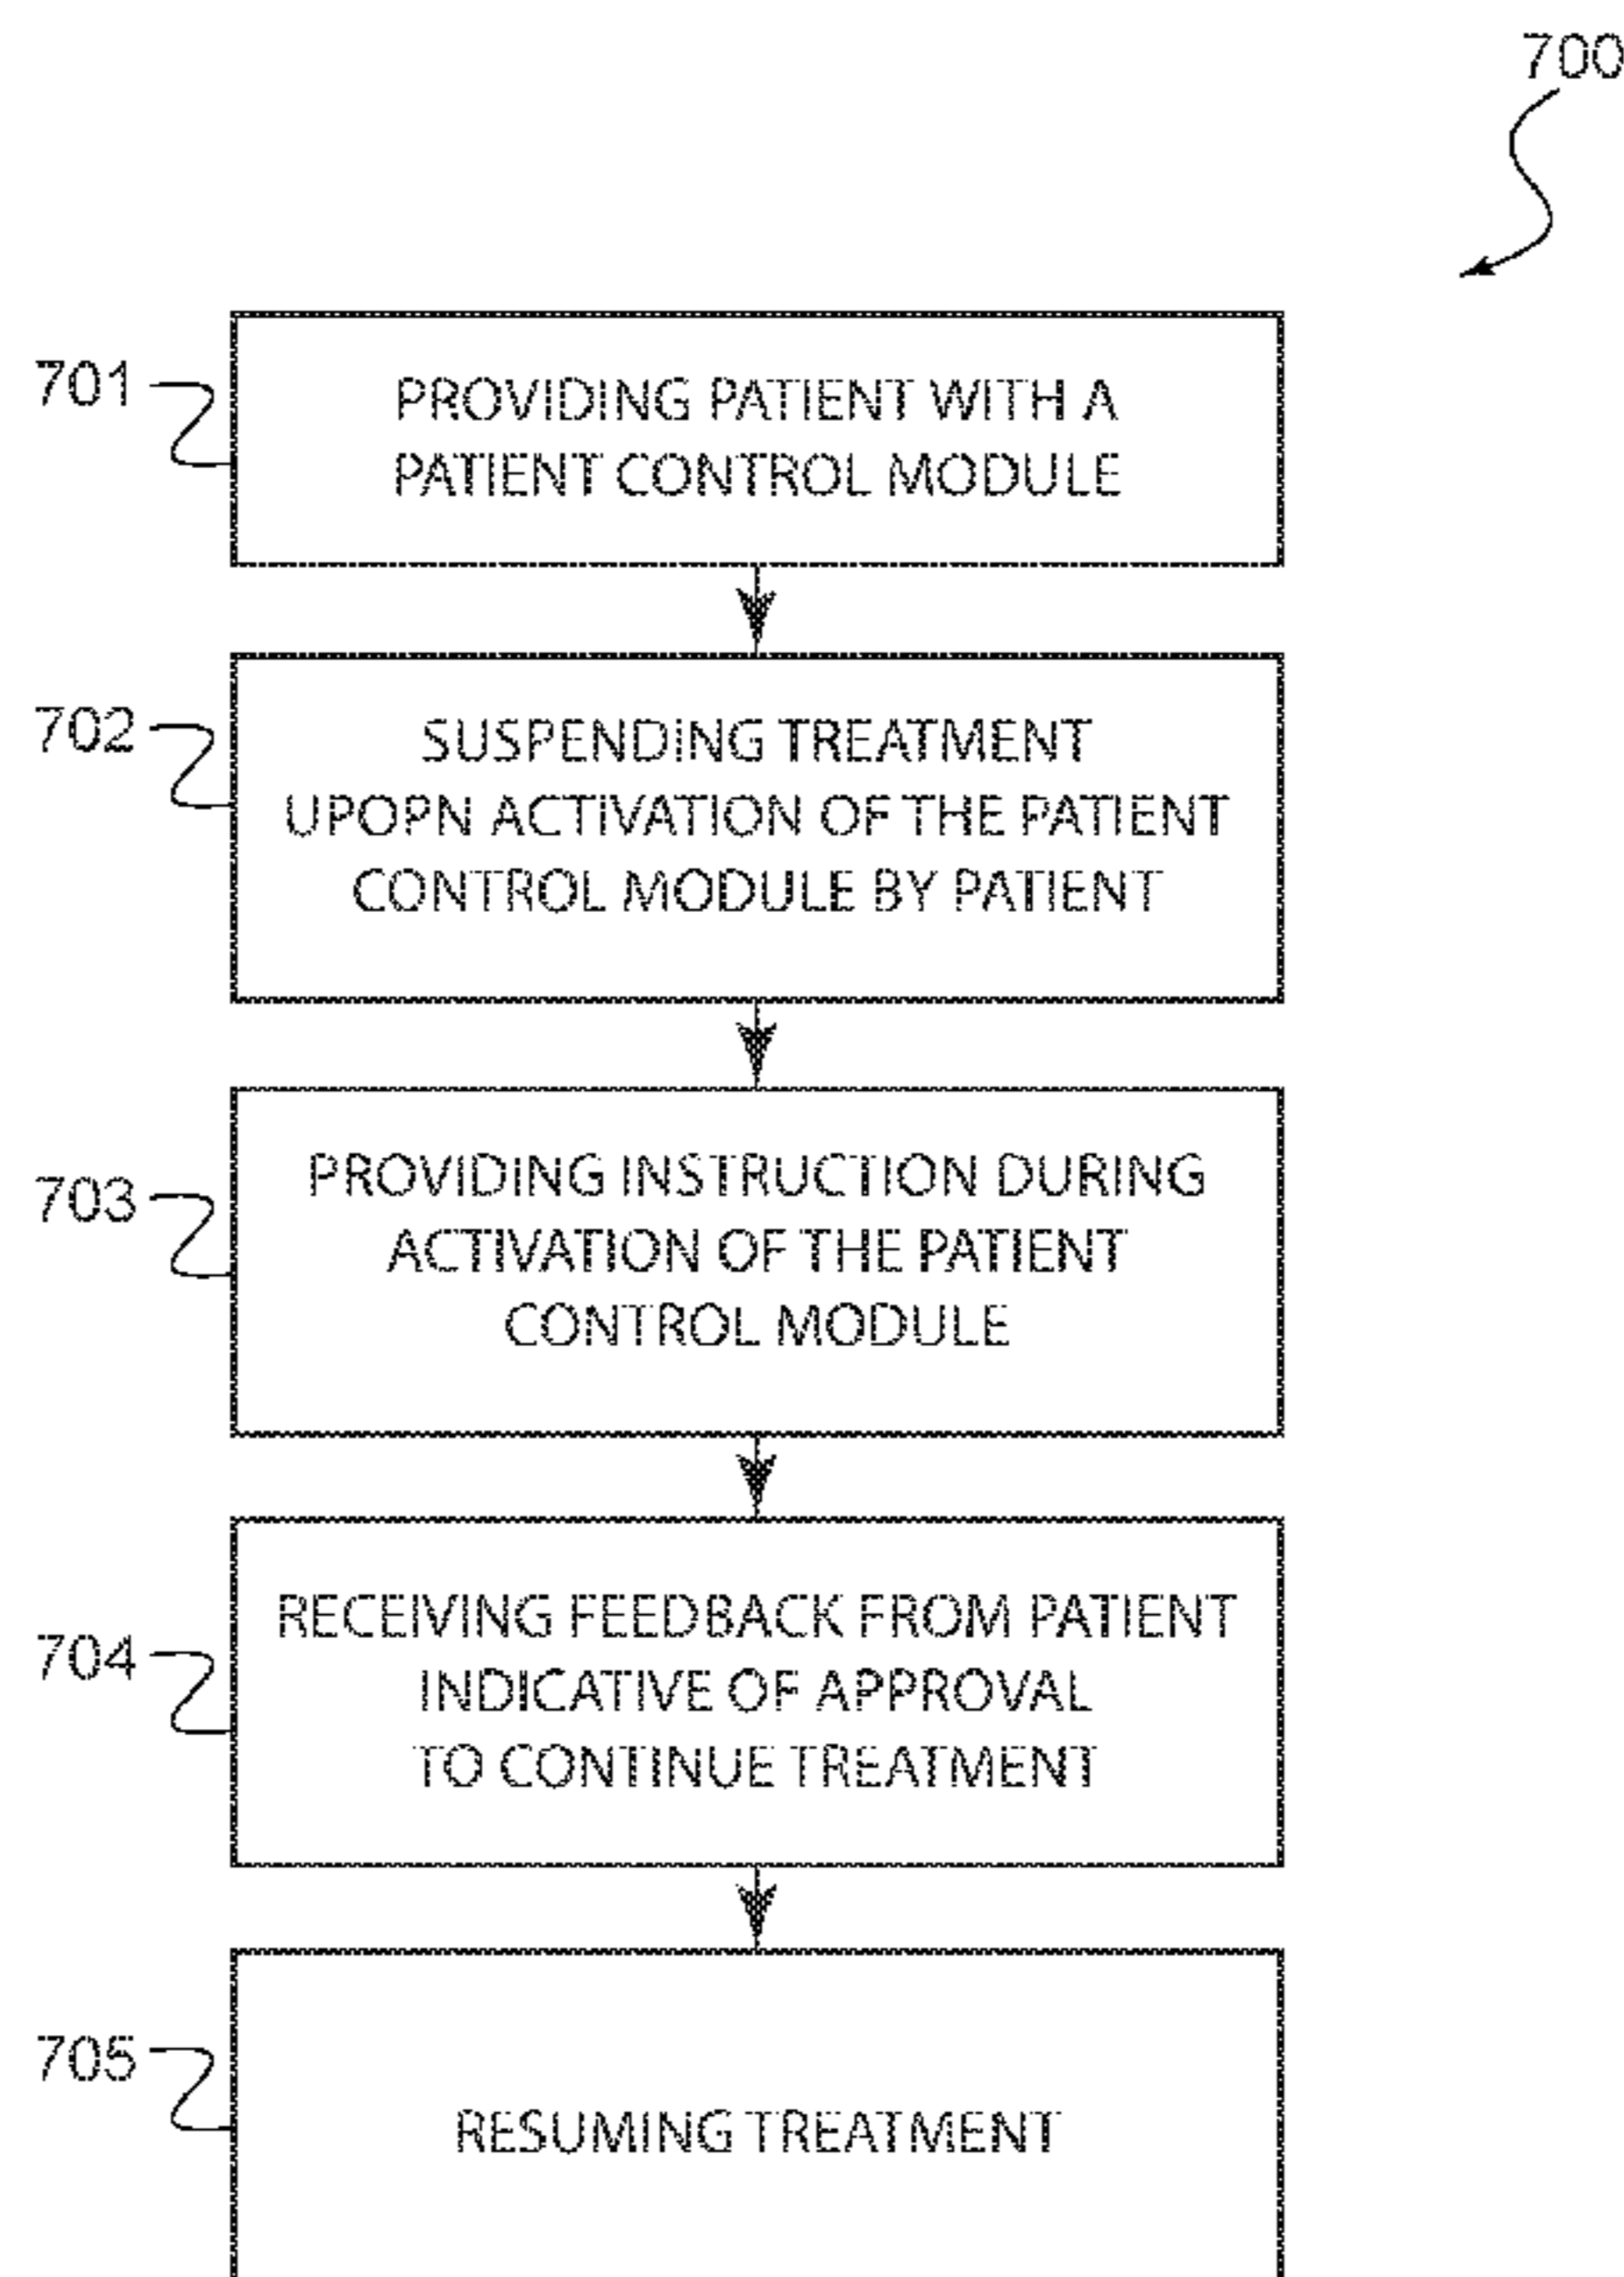 700
701
PROVIDING PATIENT WITH A
PATIENT CONTROL MODULE
702
SUSPENDING TREATMENT
UPOPN ACTIVATION OF THE PATIENT
CONTROL MODULE BY PATIENT
703
PROVIDING INSTRUCTION DURING
ACTIVATION OF THE PATIENT
CONTROL MODULE
704
RECEIVING FEEDBACK FROM PATIENT
INDICATIVE OF APPROVAL
TO CONTINUE TREATMENT
705
RESUMING TREATMENT